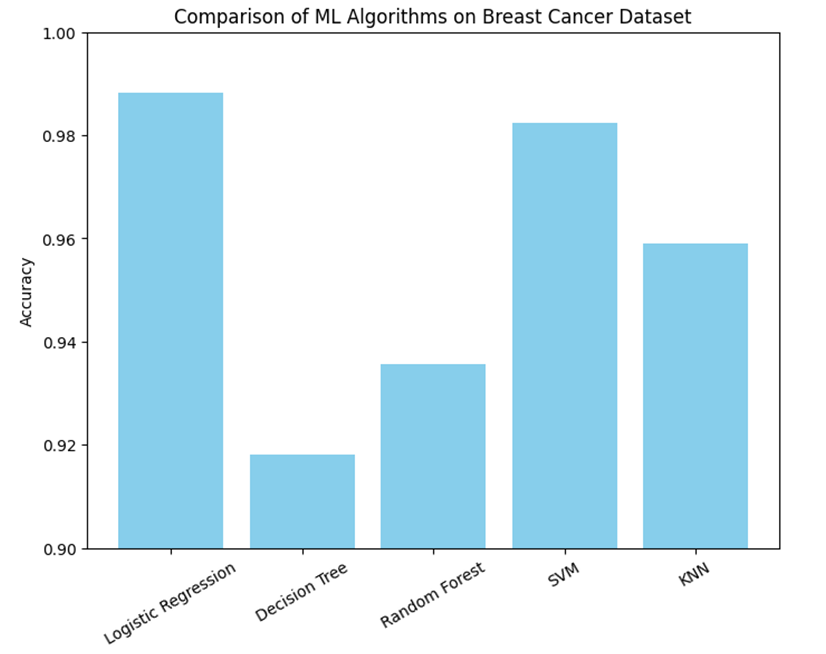 Comparison of ML Algorithms on Breast Cancer Dataset
1.00
0.98
0.96
0.94
0.92
0.90
Accuracy
Logistic Regression
Decision Tree
Random Forest
SVM
KNN